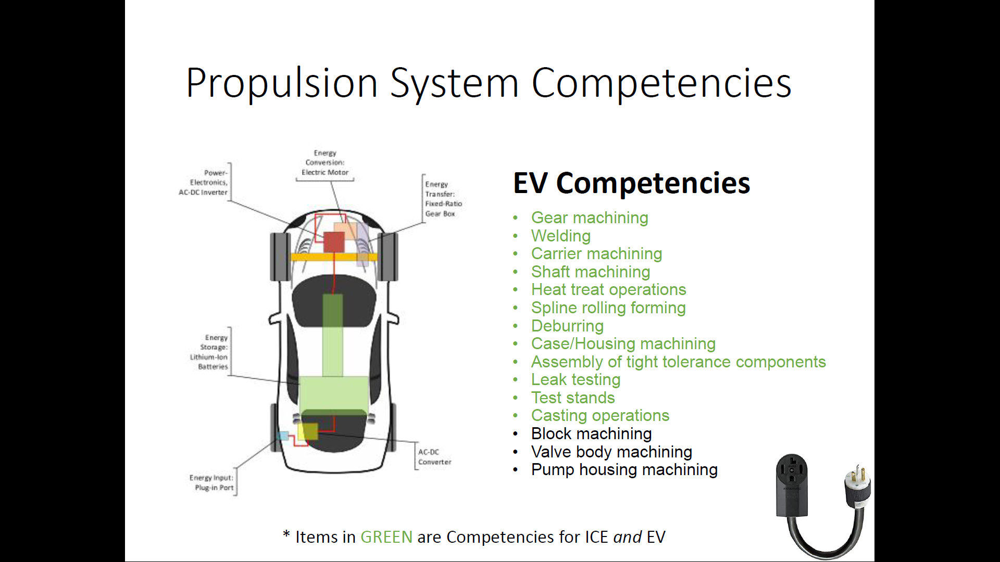 Propulsion System Competencies
Energy
Conversion:
Electric Motor
Power-
Electronics,
AC-DC Inverter
Energy
Transfer:
Fixed-Ratio
Gear Box
Energy
Storage:
Lithium-Ion
Batteries
AC-DC
Converter
Energy Input:
Plug-in Port
EV Competencies
• Gear machining
• Welding
• Carrier machining
• Shaft machining
• Heat treat operations
• Spline rolling forming
• Deburring
• Case/Housing machining
• Assembly of tight tolerance components
• Leak testing
• Test stands
• Casting operations
• Block machining
• Valve body machining
• Pump housing machining
* Items in GREEN are Competencies for ICE and EV